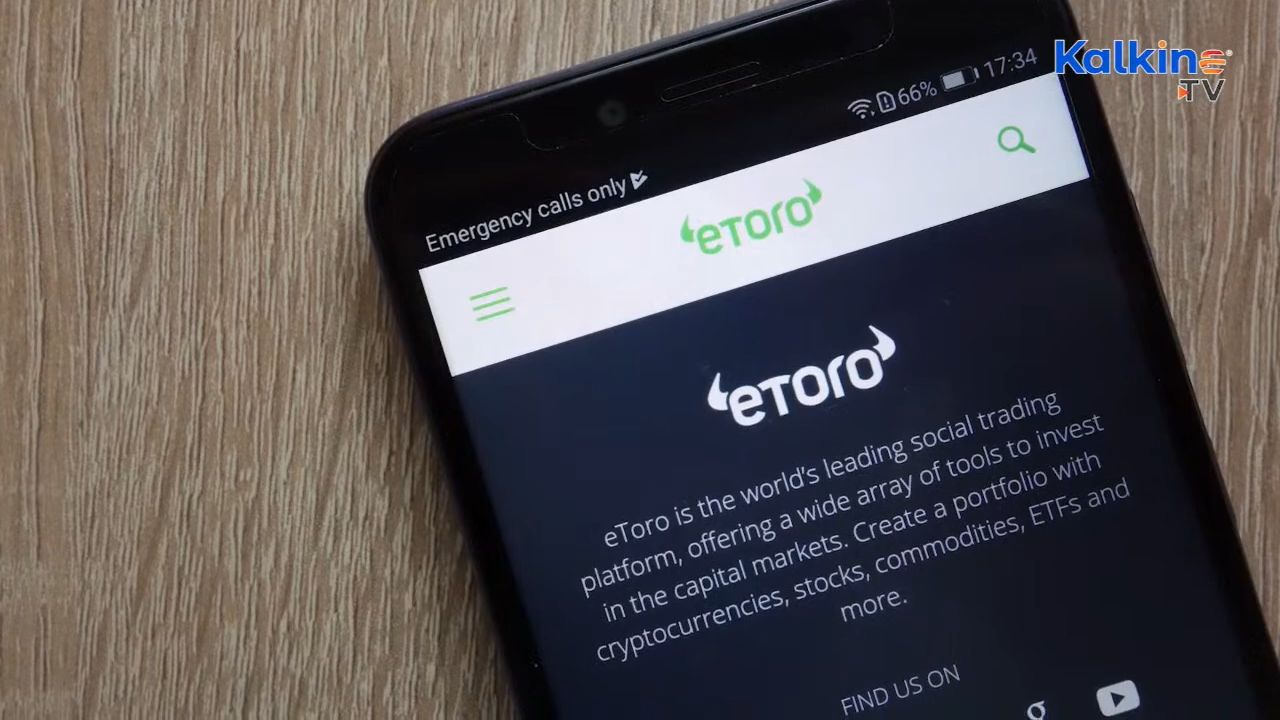 Kalkine
TV
66% 17:34
Emergency calls only
eToro
eToro
eToro is the world's leading social trading
platform, offering a wide array of tools to invest
in the capital markets. Create a portfolio with
cryptocurrencies, stocks, commodities, ETFs and
more.
FIND US ON
g